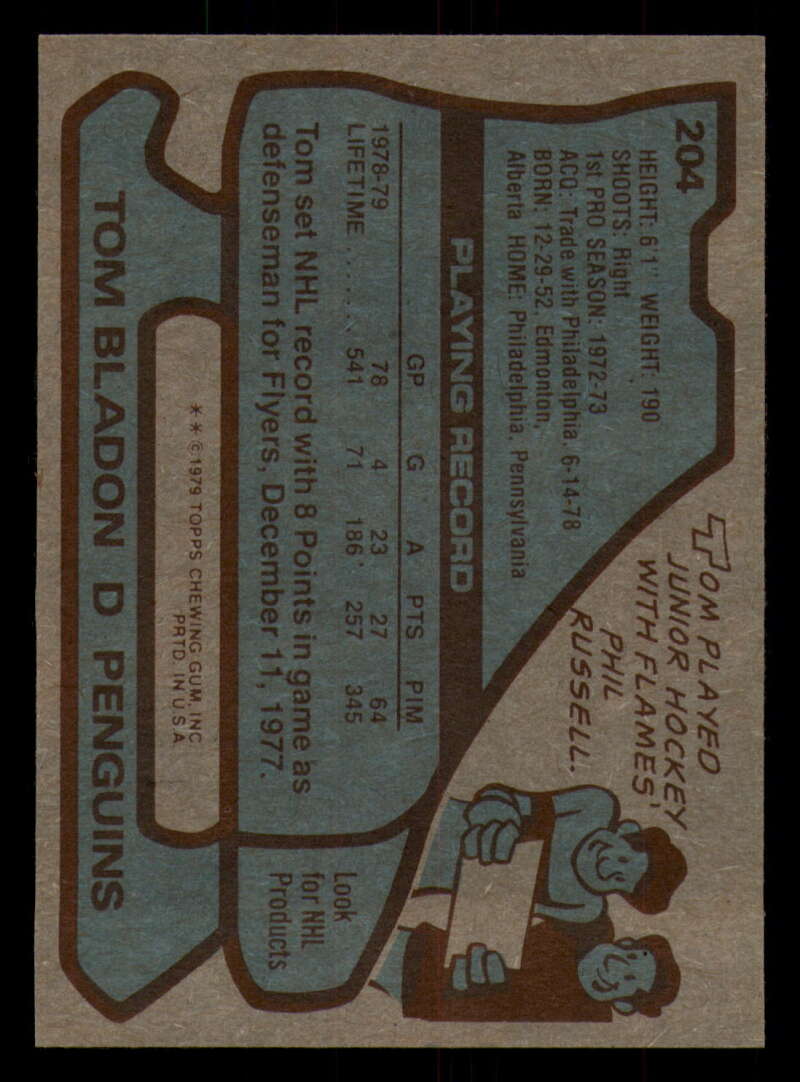 204
HEIGHT: 6'1" WEIGHT: 190
SHOOTS: Right
1st PRO SEASON: 1972-73
ACQ: Trade with Philadelphia, 6-14-78
BORN: 12-29-52, Edmonton,
Alberta HOME: Philadelphia, Pennsylvania
TOM PLAYED
JUNIOR HOCKEY
WITH FLAMES'
PHIL
RUSSELL.
PLAYING RECORD
GP G A PTS PIM
1978-79 78 4 23 27 64
LIFETIME ...... 541 71 186 257 345
Tom set NHL record with 8 Points in game as
defenseman for Flyers, December 11, 1977.
Look
for NHL
Products
**©1979 TOPPS CHEWING GUM, INC
PRTD. IN U.S.A
TOM BLADON D PENGUINS